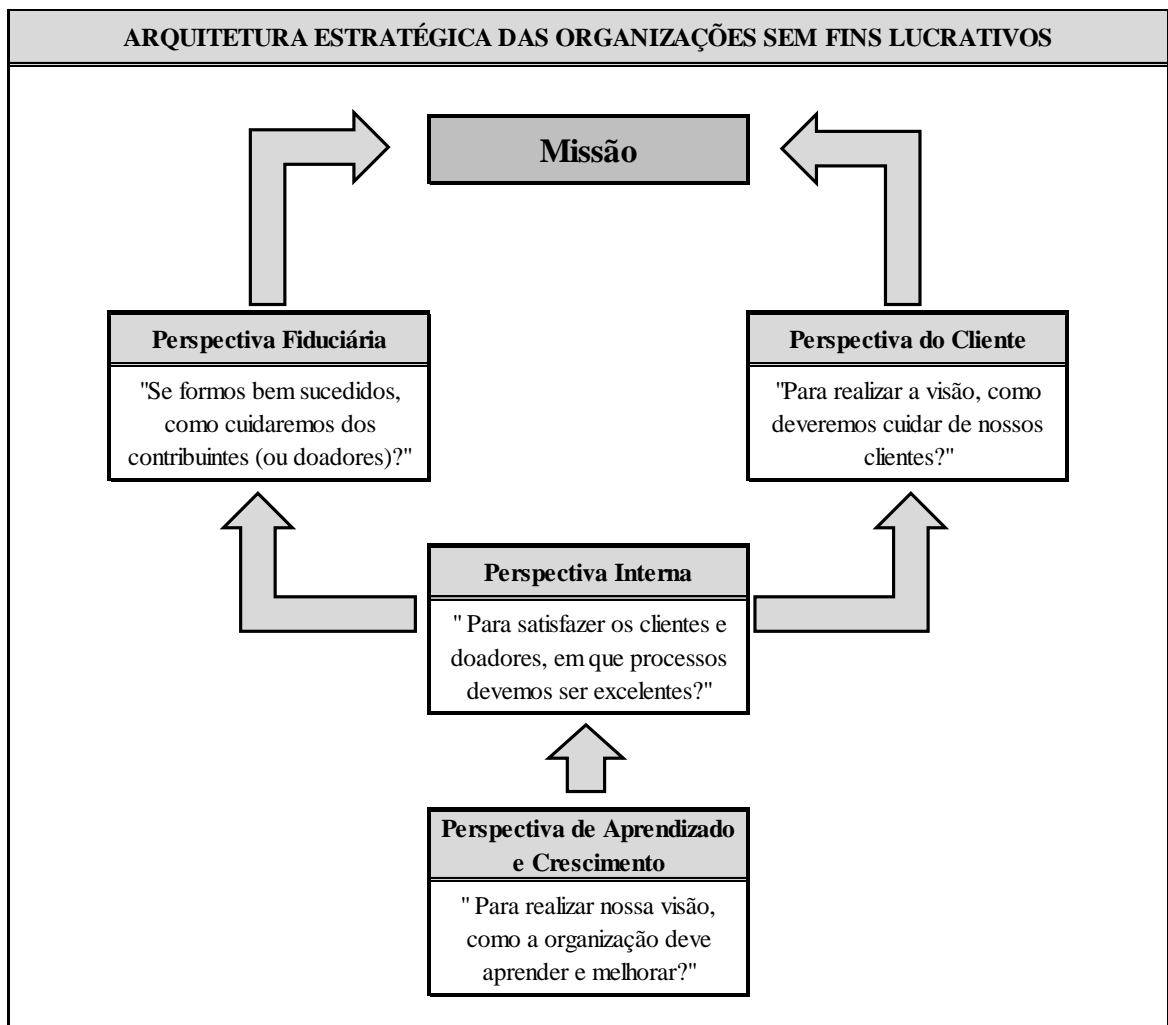 ARQUITETURA ESTRATÉGICA DAS ORGANIZAÇÕES SEM FINS LUCRATIVOS
Missão
Perspectiva Fiduciária
"Se formos bem sucedidos,
como cuidaremos dos
contribuintes (ou doadores)?"
Perspectiva do Cliente
"Para realizar a visão, como
deveremos cuidar de nossos
clientes?"
Perspectiva Interna
" Para satisfazer os clientes e
doadores, em que processos
devemos ser excelentes?"
Perspectiva de Aprendizado
e Crescimento
" Para realizar nossa visão,
como a organização deve
aprender e melhorar?"